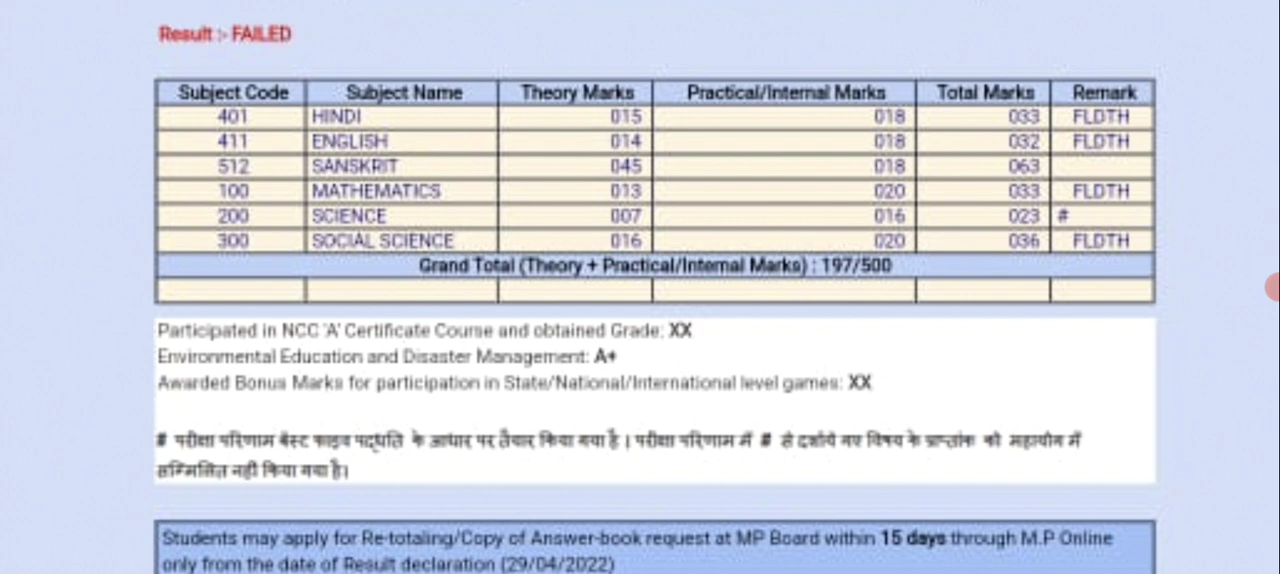 Result :- FAILED
Subject Code Subject Name Theory Marks Practical/Internal Marks Total Marks Remark
401 HINDI 015 018 033 FLDTH
411 ENGLISH 014 018 032 FLDTH
512 SANSKRIT 045 018 063
100 MATHEMATICS 013 020 033 FLDTH
200 SCIENCE 007 016 023 #
300 SOCIAL SCIENCE 016 020 036 FLDTH
Grand Total (Theory + Practical/Internal Marks) : 197/500
Participated in NCC 'A' Certificate Course and obtained Grade: XX
Environmental Education and Disaster Management: A+
Awarded Bonus Marks for participation in State/National/International level games: XX
# परीक्षा परिणाम बेस्ट फाइव पद्धति के आधार पर तैयार किया गया है। परीक्षा परिणाम में # से दर्शाये गए विषय के प्राप्तांक को महायोग में
सम्मिलित नहीं किया गया है।
Students may apply for Re-totaling/Copy of Answer-book request at MP Board within 15 days through M.P Online
only from the date of Result declaration (29/04/2022)